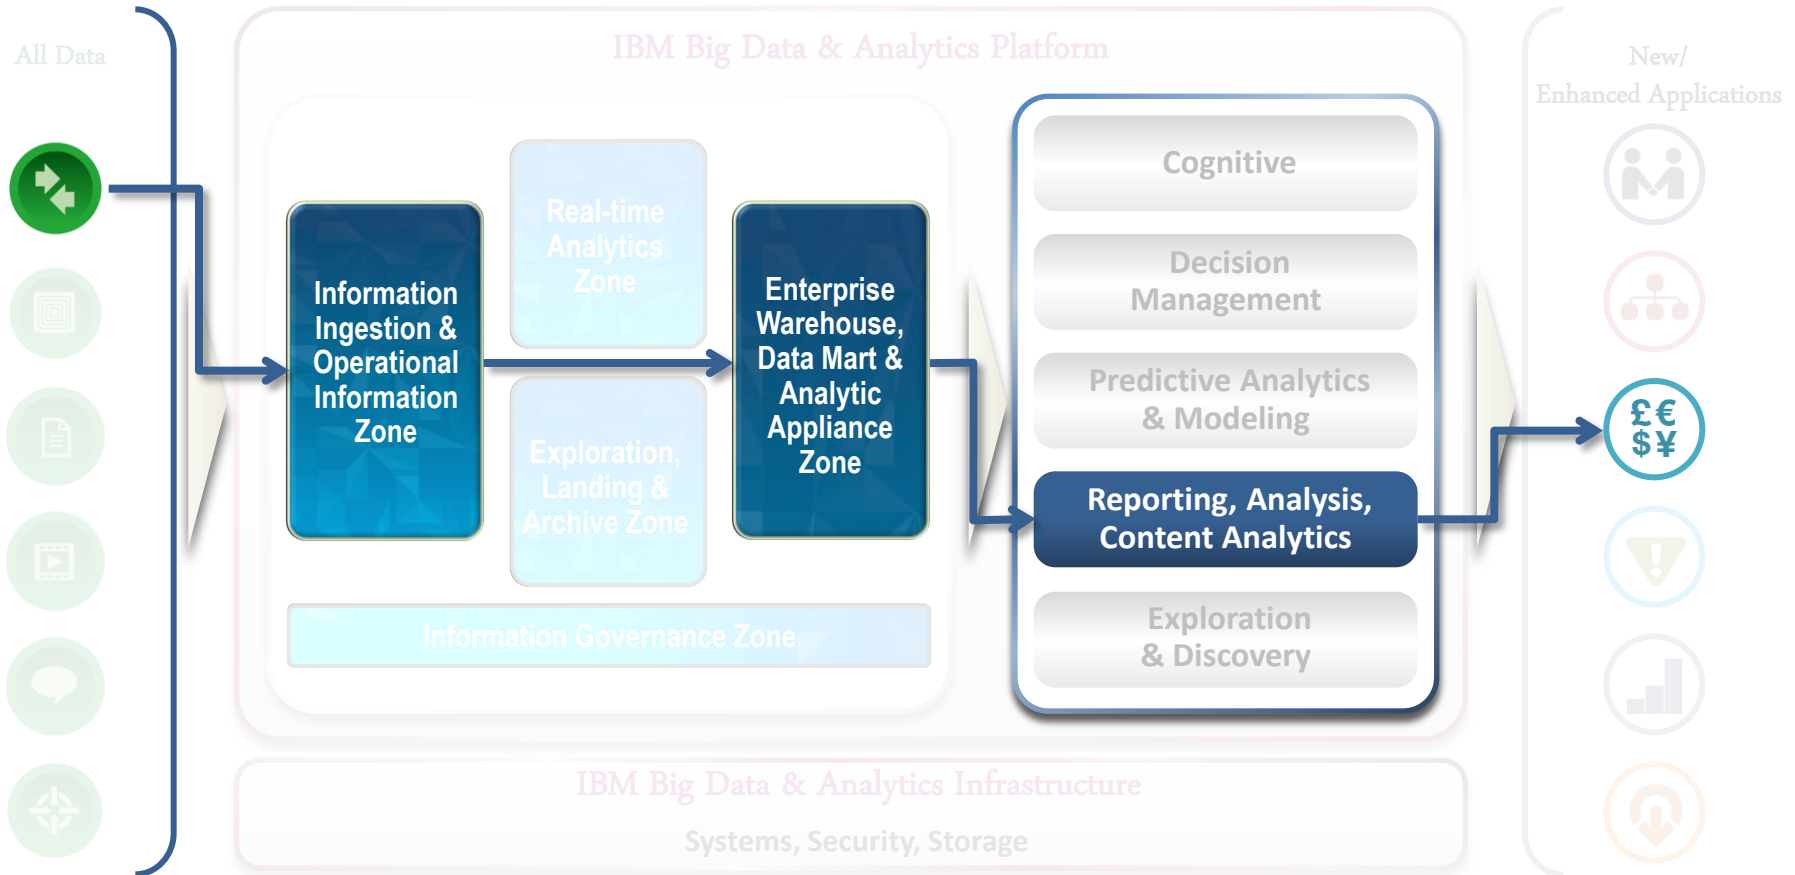 All Data
IBM Big Data & Analytics Platform
New/
Enhanced Applications
Information
Ingestion &
Operational
Information
Zone
Real-time
Analytics
Zone
Exploration,
Landing &
Archive Zone
Enterprise
Warehouse,
Data Mart &
Analytic
Appliance
Zone
Information Governance Zone
Cognitive
Decision
Management
Predictive Analytics
& Modeling
Reporting, Analysis,
Content Analytics
Exploration
& Discovery
£ €
$ ¥
IBM Big Data & Analytics Infrastructure
Systems, Security, Storage